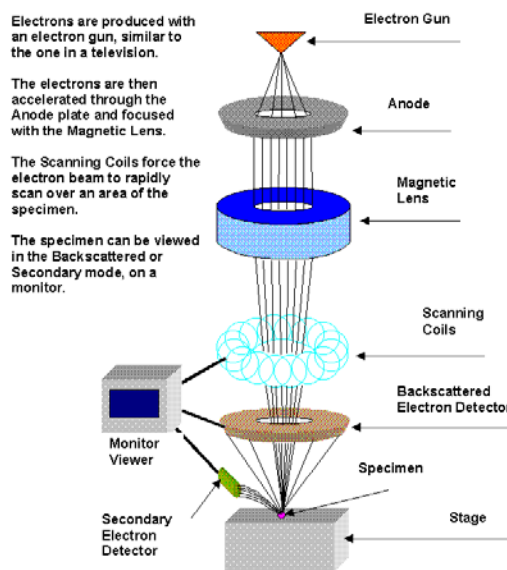 Electrons are produced with
an electron gun, similar to
the one in a television.
The electrons are then
accelerated through the
Anode plate and focused
with the Magnetic Lens.
The Scanning Coils force the
electron beam to rapidly
scan over an area of the
specimen.
The specimen can be viewed
in the Backscattered or
Secondary mode, on a
monitor.
Electron Gun
Anode
Magnetic
Lens
Scanning
Coils
Backscattered
Electron Detector
Monitor
Viewer
Specimen
Secondary
Electron
Detector
Stage